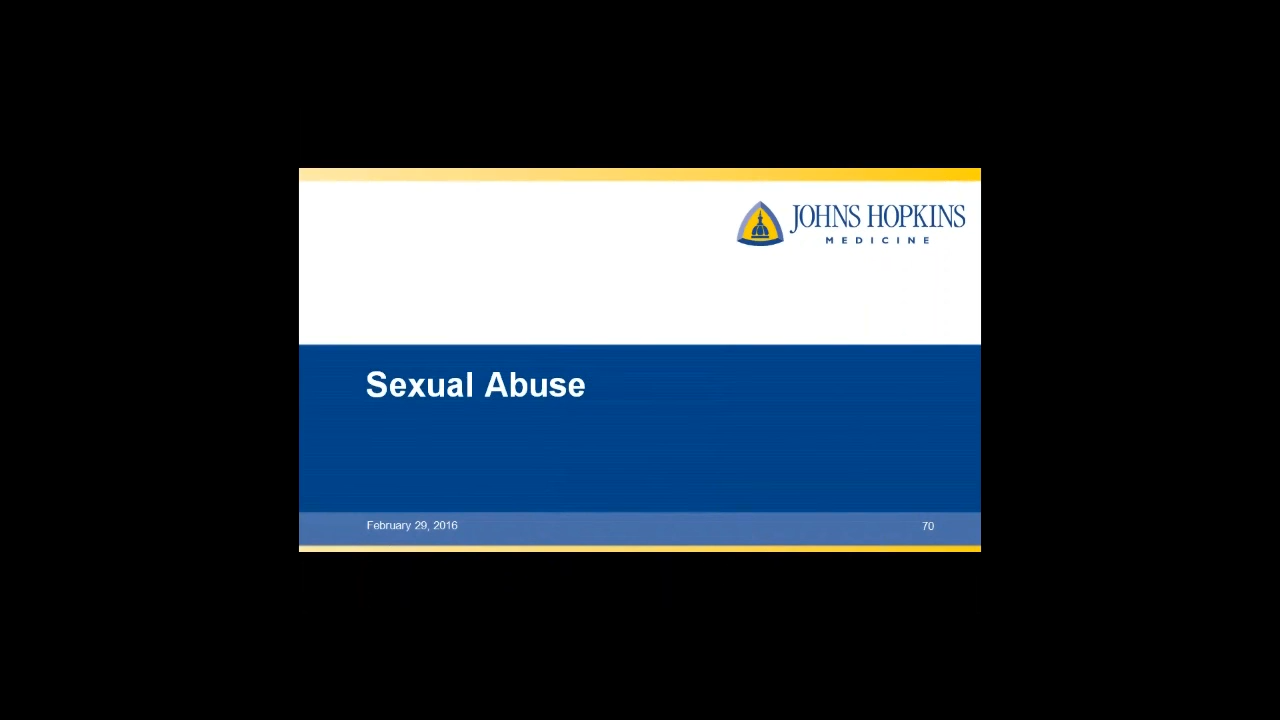 JOHNS HOPKINS
MEDICINE
Sexual Abuse
February 29, 2016
70